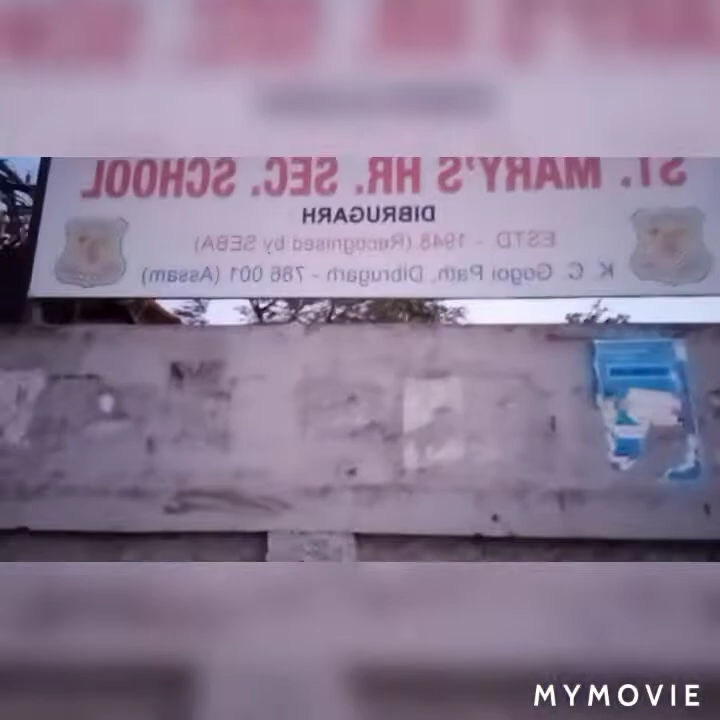 ST. MARY'S HR. SEC. SCHOOL
DIBRUGARH
ESTD - 1948 (Recognised by SEBA)
K. C. Gogoi Path, Dibrugarh - 786 001 (Assam)
MYMOVIE